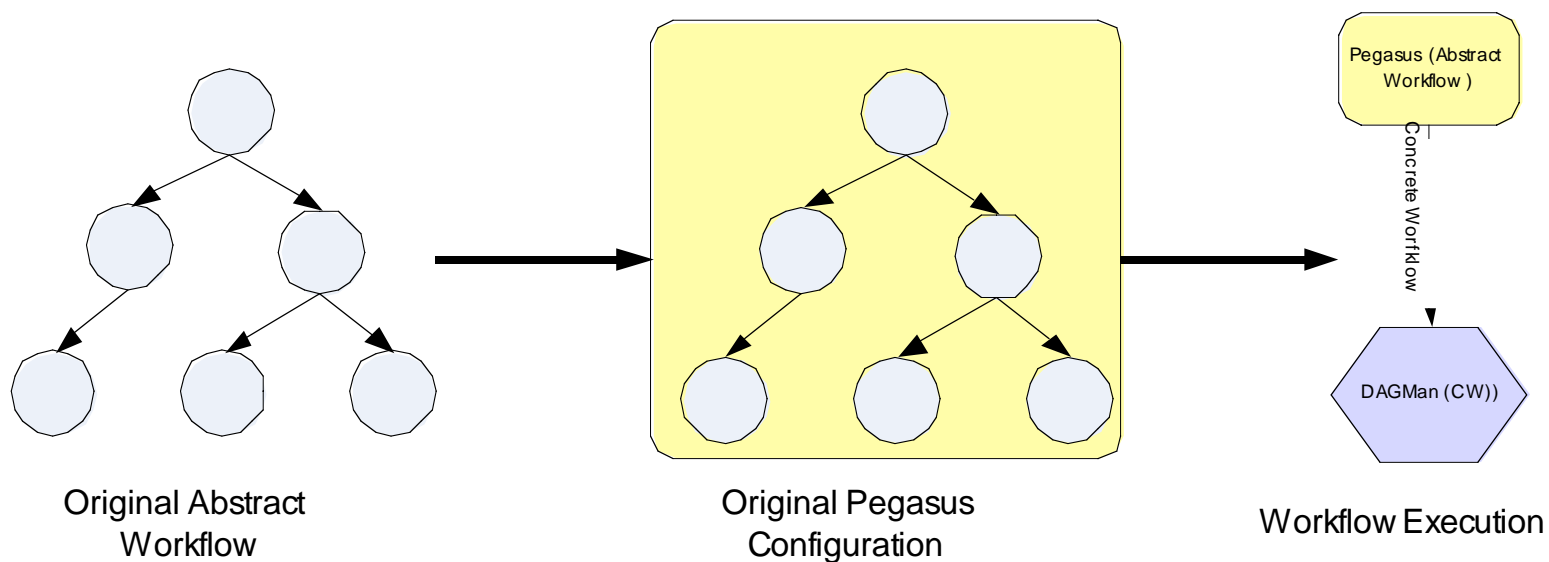 Pegasus (Abstract
Workflow )
Concrete Worfklow
DAGMan (CW))
Original Abstract
Workflow
Original Pegasus
Configuration
Workflow Execution